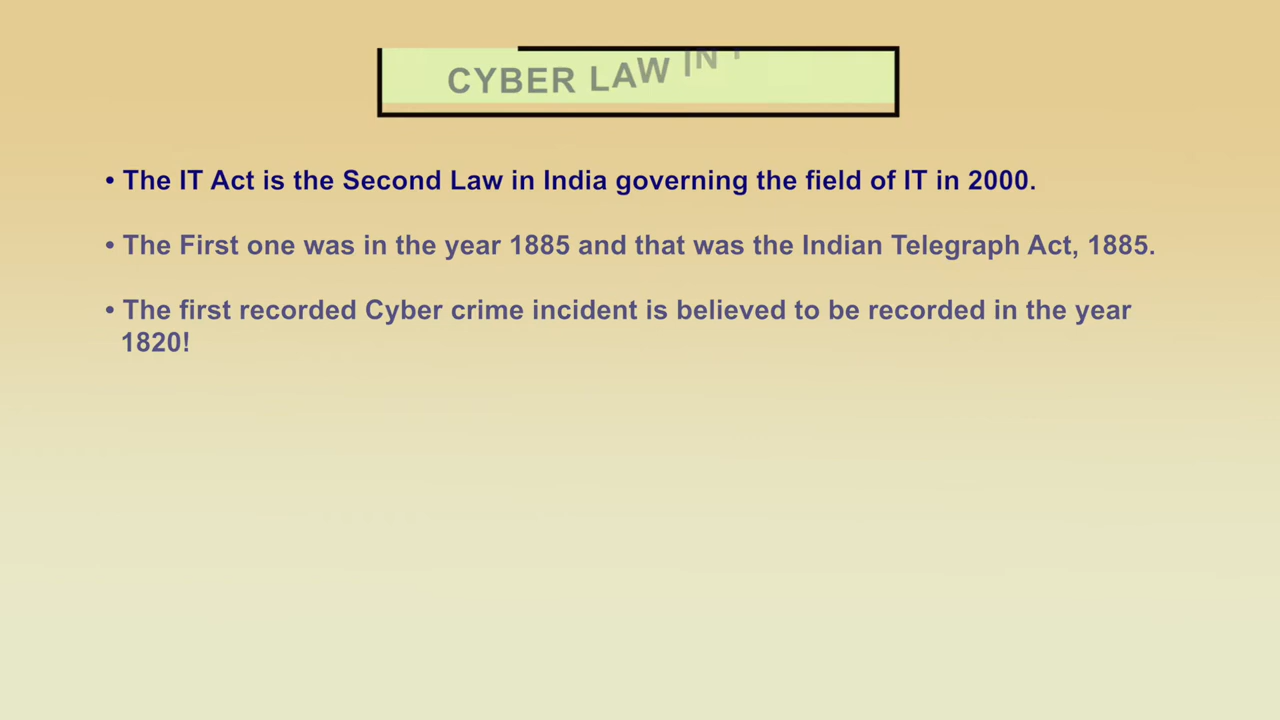 CYBER LAW IN
• The IT Act is the Second Law in India governing the field of IT in 2000.
• The First one was in the year 1885 and that was the Indian Telegraph Act, 1885.
• The first recorded Cyber crime incident is believed to be recorded in the year
1820!